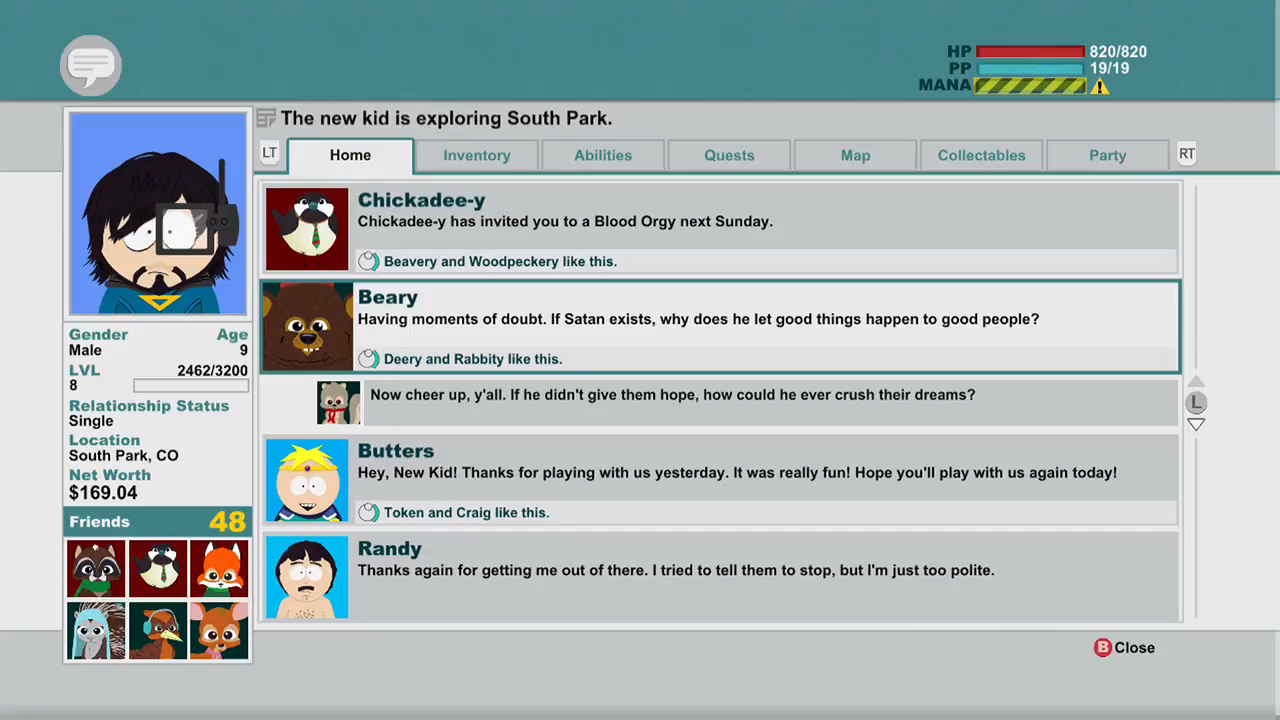 HP 820/820
PP 19/19
MANA
The new kid is exploring South Park.
LT Home Inventory Abilities Quests Map Collectables Party RT
Gender Age
Male 9
LVL 2462/3200
8
Relationship Status
Single
Location
South Park, CO
Net Worth
$169.04
Friends 48
Chickadee-y
Chickadee-y has invited you to a Blood Orgy next Sunday.
Beavery and Woodpeckery like this.
Beary
Having moments of doubt. If Satan exists, why does he let good things happen to good people?
Deery and Rabbity like this.
Now cheer up, y'all. If he didn't give them hope, how could he ever crush their dreams?
L
Butters
Hey, New Kid! Thanks for playing with us yesterday. It was really fun! Hope you'll play with us again today!
Token and Craig like this.
Randy
Thanks again for getting me out of there. I tried to tell them to stop, but I'm just too polite.
B Close